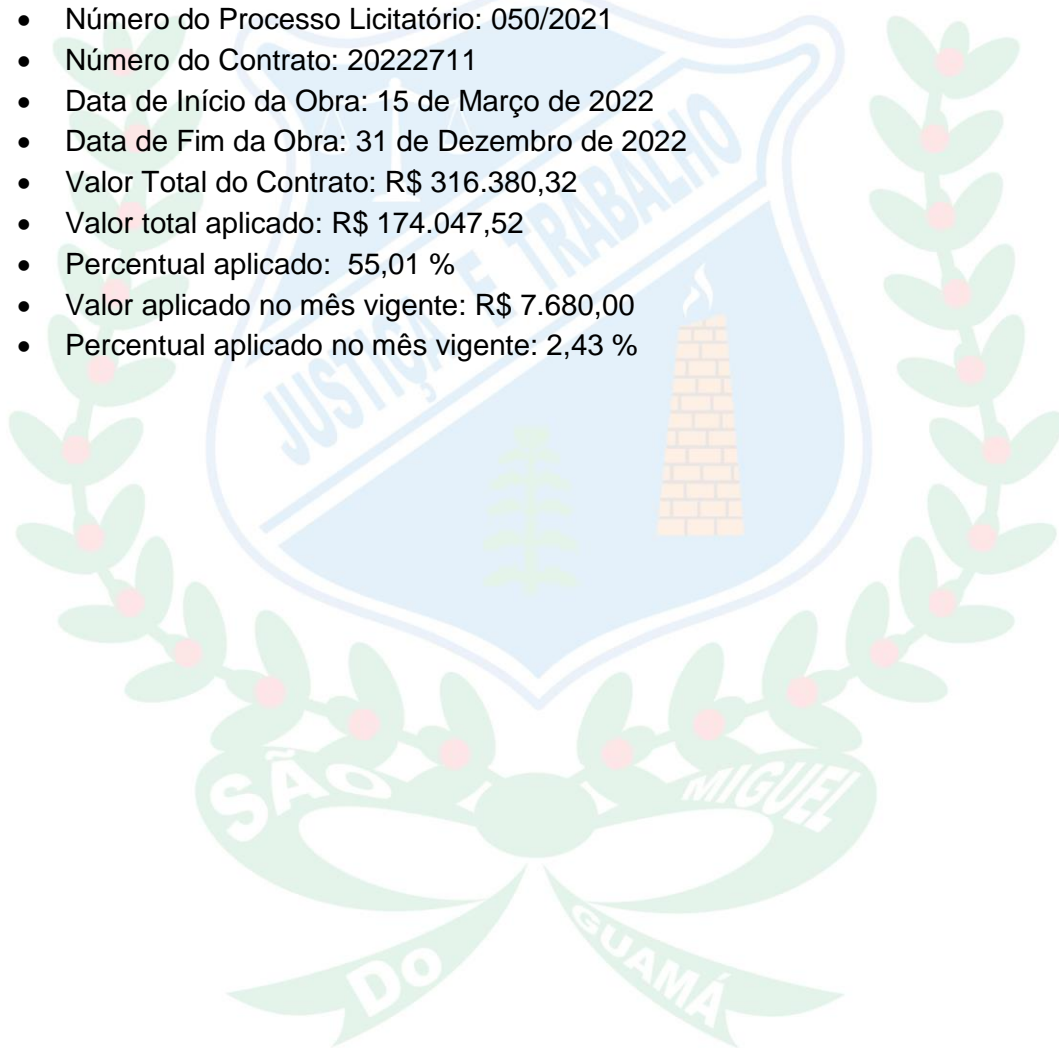 • Número do Processo Licitatório: 050/2021
• Número do Contrato: 20222711
• Data de Início da Obra: 15 de Março de 2022
• Data de Fim da Obra: 31 de Dezembro de 2022
• Valor Total do Contrato: R$ 316.380,32
• Valor total aplicado: R$ 174.047,52
• Percentual aplicado: 55,01 %
• Valor aplicado no mês vigente: R$ 7.680,00
• Percentual aplicado no mês vigente: 2,43 %
JUSTIÇA E TRABALHO
SÃO MIGUEL
DO GUAMÁ